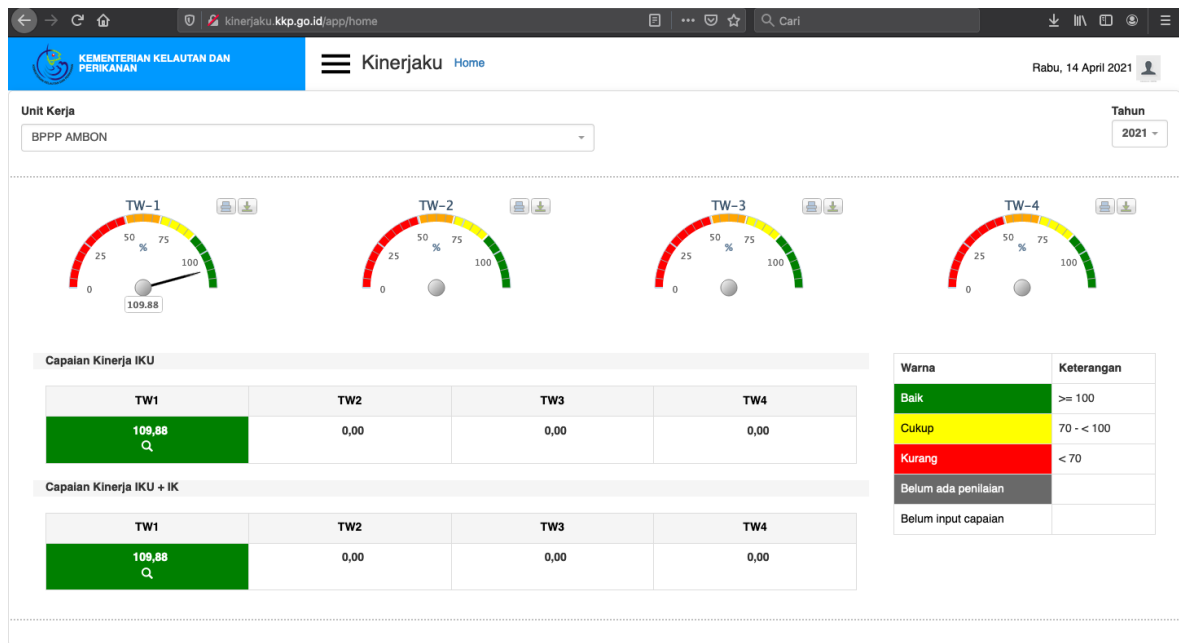 kinerjaku.kkp.go.id/app/home
Cari
KEMENTERIAN KELAUTAN DAN
PERIKANAN
Kinerjaku Home
Rabu, 14 April 2021
Unit Kerja
Tahun
BPPP AMBON
2021
TW-1
TW-2
TW-3
TW-4
0 25 50 75 100
%
109.88
0 25 50 75 100
%
0 25 50 75 100
%
0 25 50 75 100
%
Capaian Kinerja IKU
TW1 TW2 TW3 TW4
109,88 0,00 0,00 0,00
Capaian Kinerja IKU + IK
TW1 TW2 TW3 TW4
109,88 0,00 0,00 0,00
Warna Keterangan
Baik >= 100
Cukup 70 - < 100
Kurang < 70
Belum ada penilaian
Belum input capaian